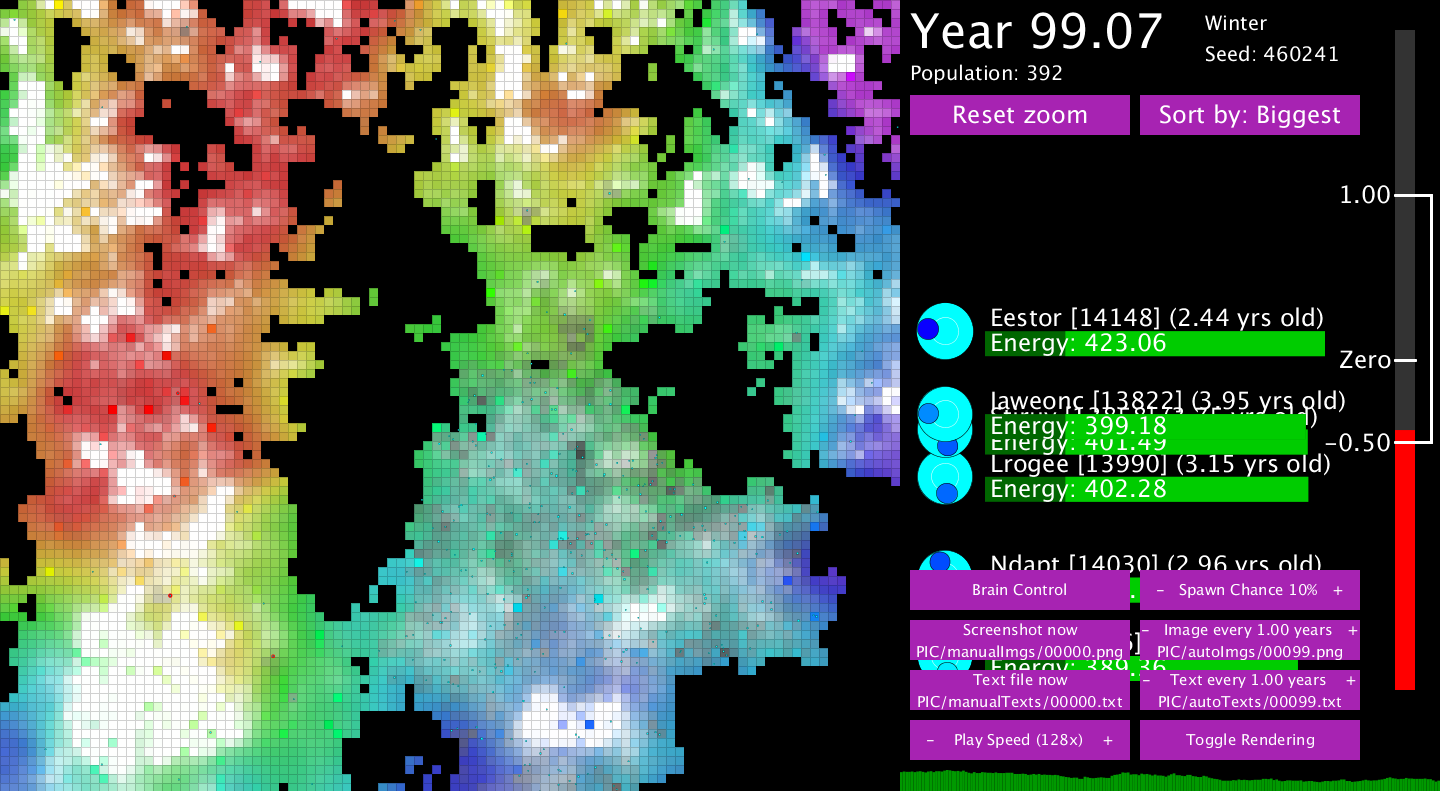 Year 99.07
Winter
Seed: 460241
Population: 392
Reset zoom
Sort by: Biggest
1.00
Eestor [14148] (2.44 yrs old)
Energy: 423.06
Zero
Jaweonc [13822] (3.95 yrs old)
Energy: 399.18
Energy: 401.49
-0.50
Lrogee [13990] (3.15 yrs old)
Energy: 402.28
Ndapt [14030] (2.96 yrs old)
Brain Control
– Spawn Chance 10% +
Screenshot now
PIC/manualImgs/00000.png
– Image every 1.00 years +
PIC/autoImgs/00099.png
Energy: 389.36
Text file now
PIC/manualTexts/00000.txt
– Text every 1.00 years +
PIC/autoTexts/00099.txt
– Play Speed (128x) +
Toggle Rendering